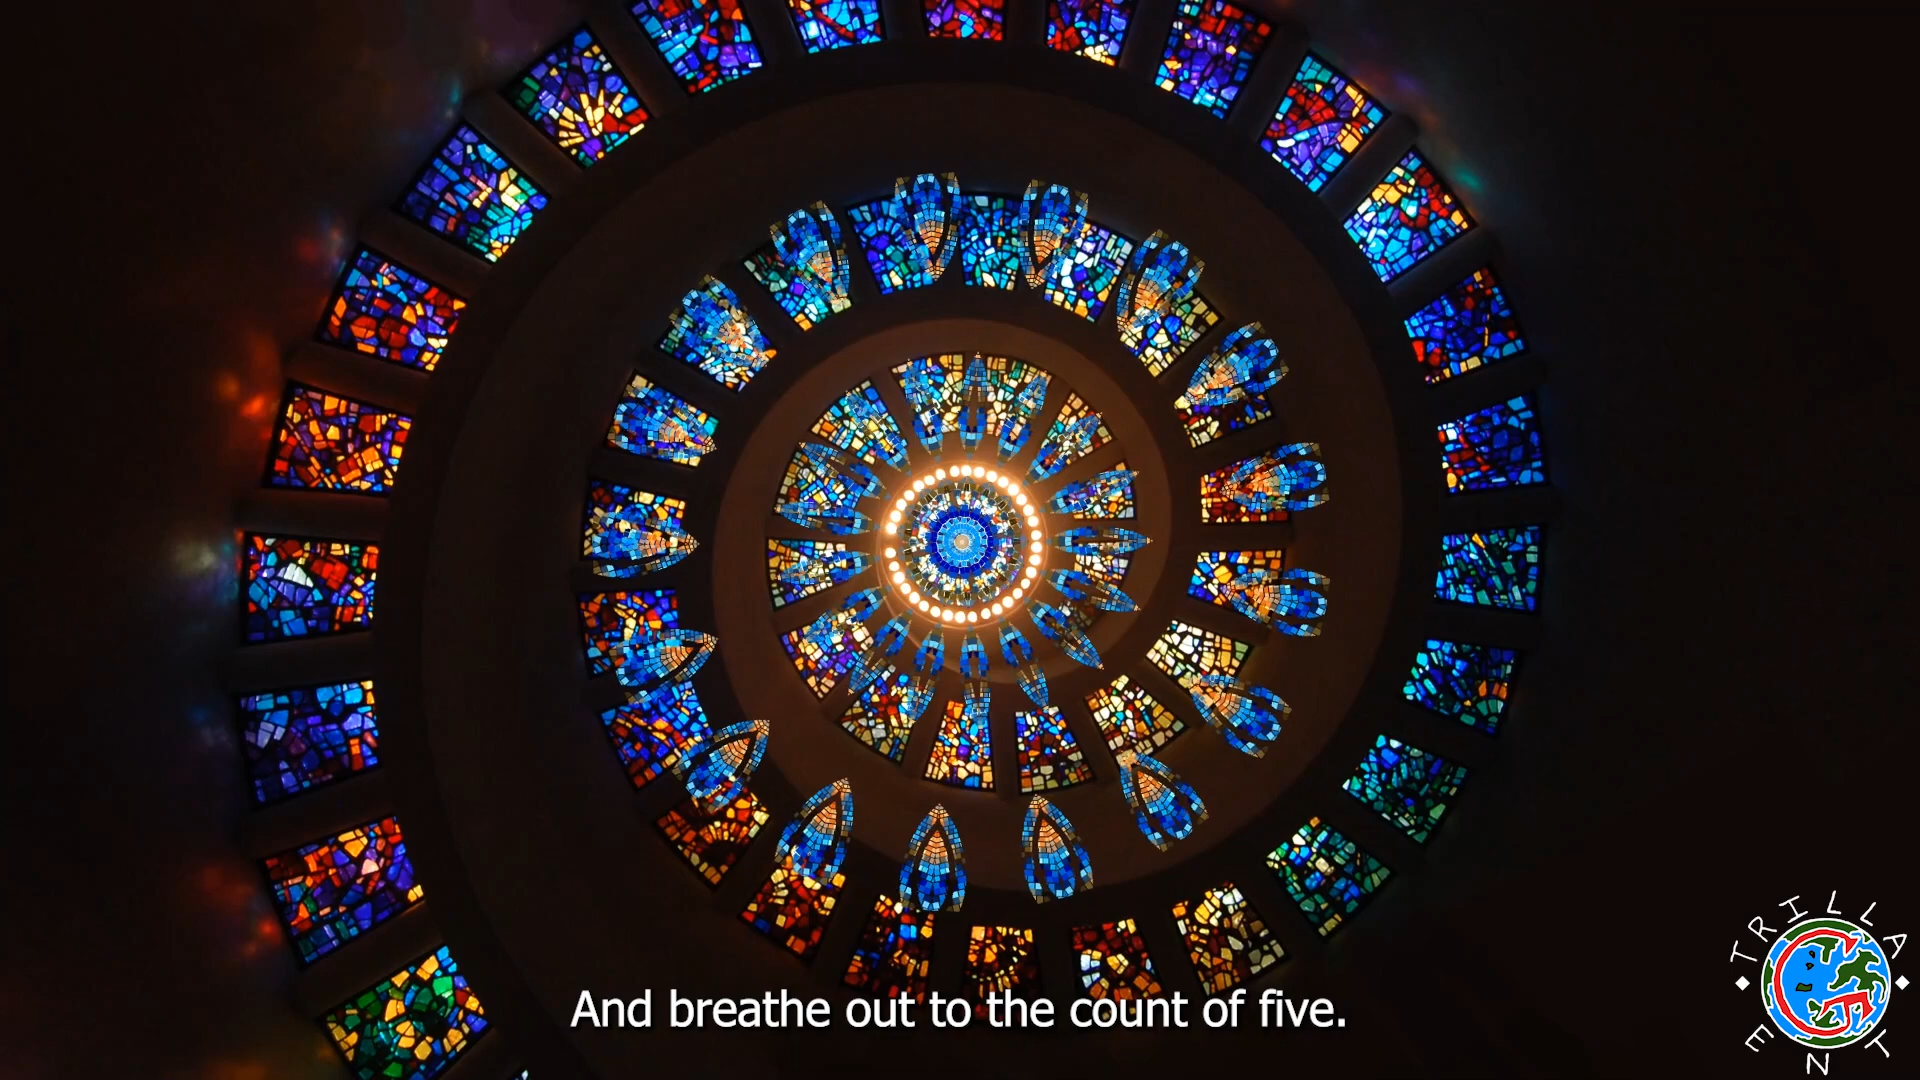 And breathe out to the count of five.
TRILLA
ENT